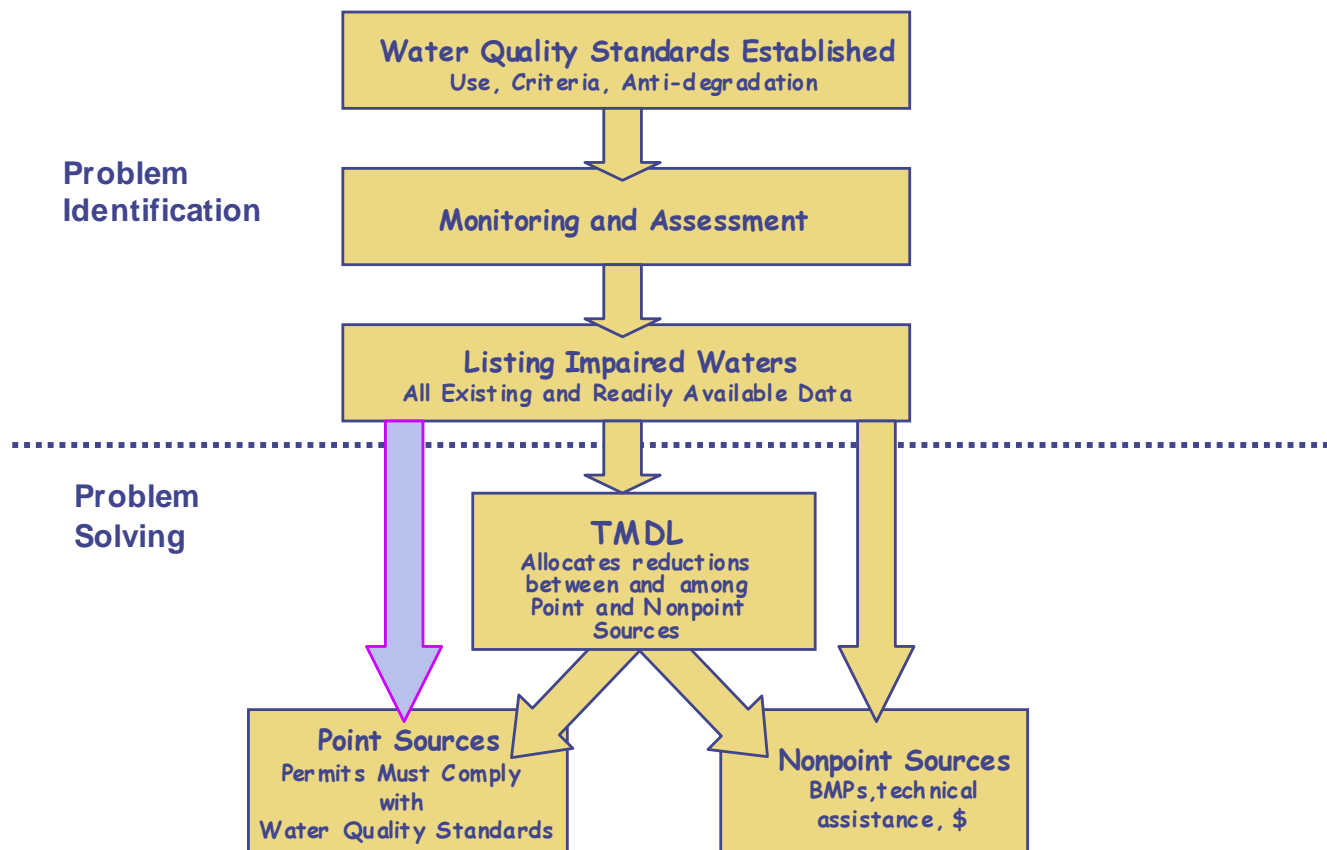 Water Quality Standards Established
Use, Criteria, Anti-degradation
Problem
Identification
Monitoring and Assessment
Listing Impaired Waters
All Existing and Readily Available Data
Problem
Solving
TMDL
Allocates reductions
between and among
Point and Nonpoint
Sources
Point Sources
Permits Must Comply
with
Water Quality Standards
Nonpoint Sources
BMPs,technical
assistance, $